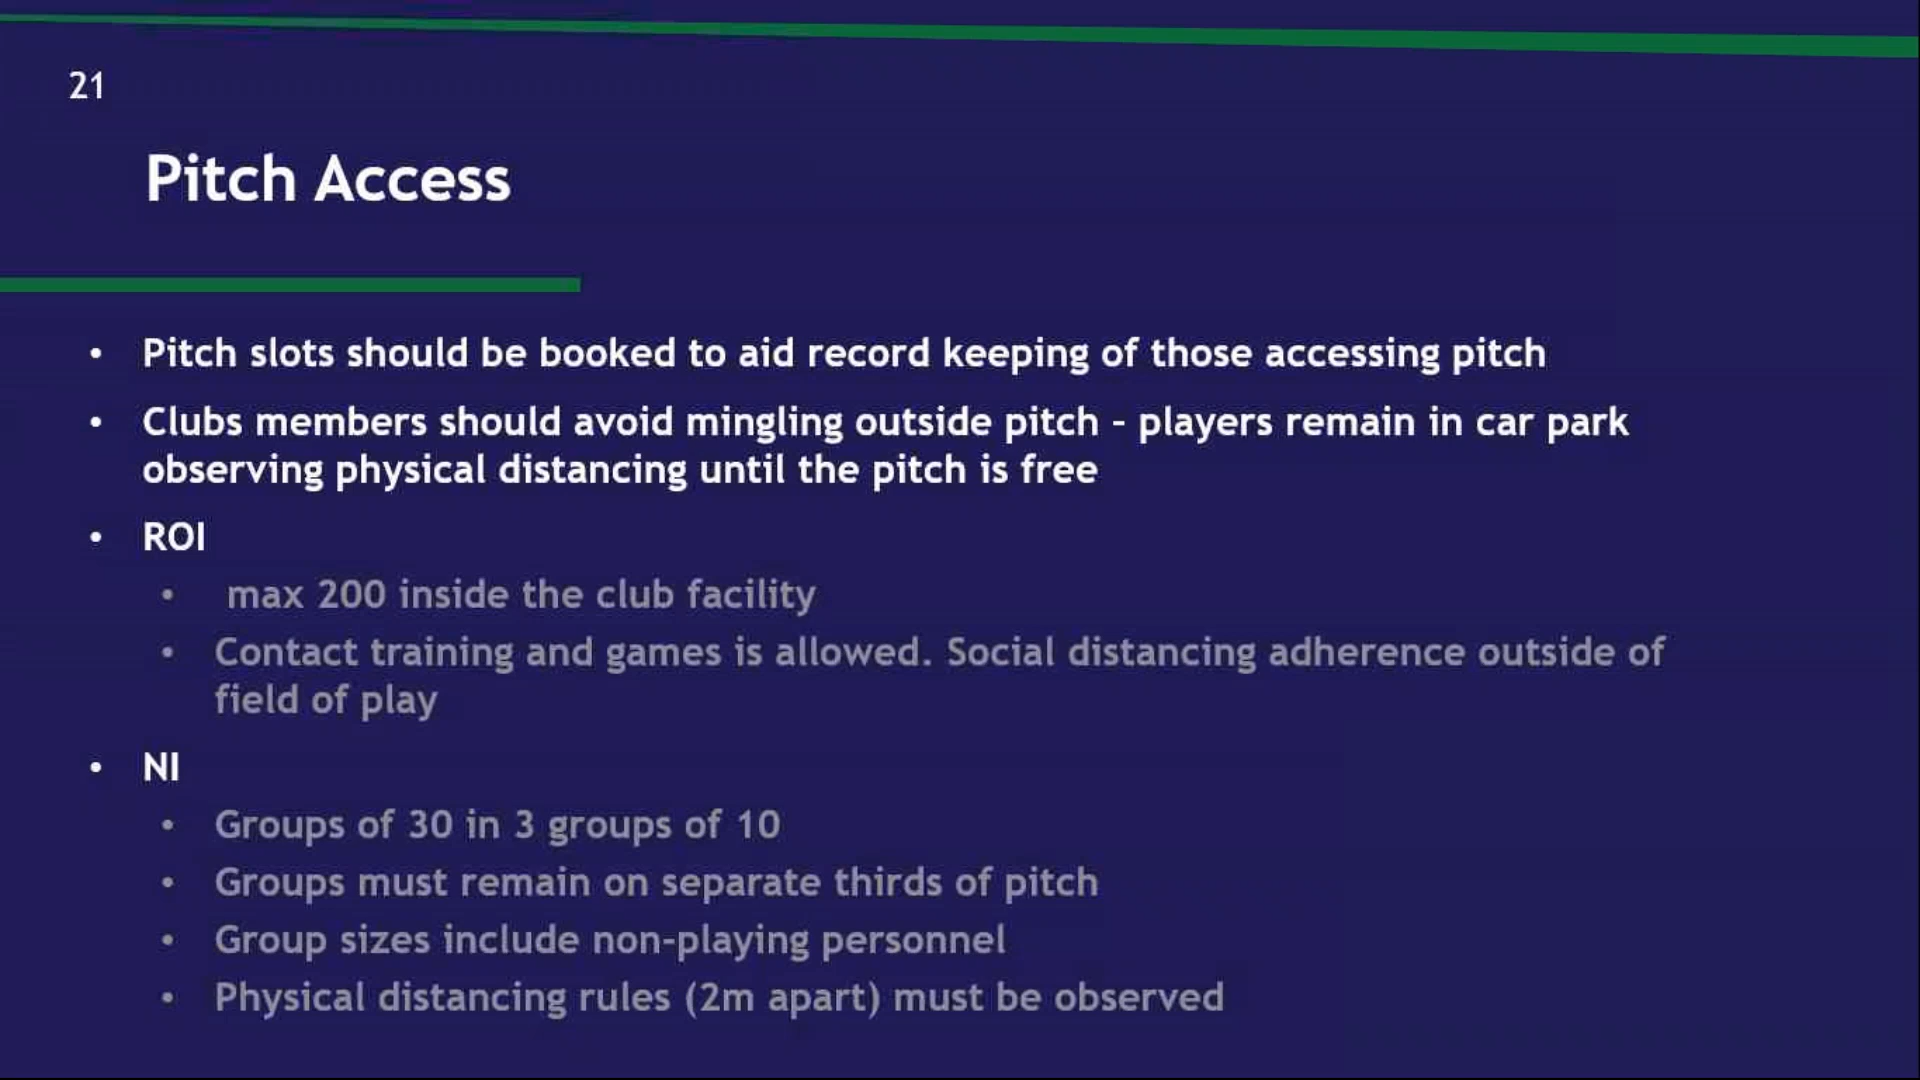 21
Pitch Access
• Pitch slots should be booked to aid record keeping of those accessing pitch
• Clubs members should avoid mingling outside pitch – players remain in car park
observing physical distancing until the pitch is free
• ROI
• max 200 inside the club facility
• Contact training and games is allowed. Social distancing adherence outside of
field of play
• NI
• Groups of 30 in 3 groups of 10
• Groups must remain on separate thirds of pitch
• Group sizes include non-playing personnel
• Physical distancing rules (2m apart) must be observed